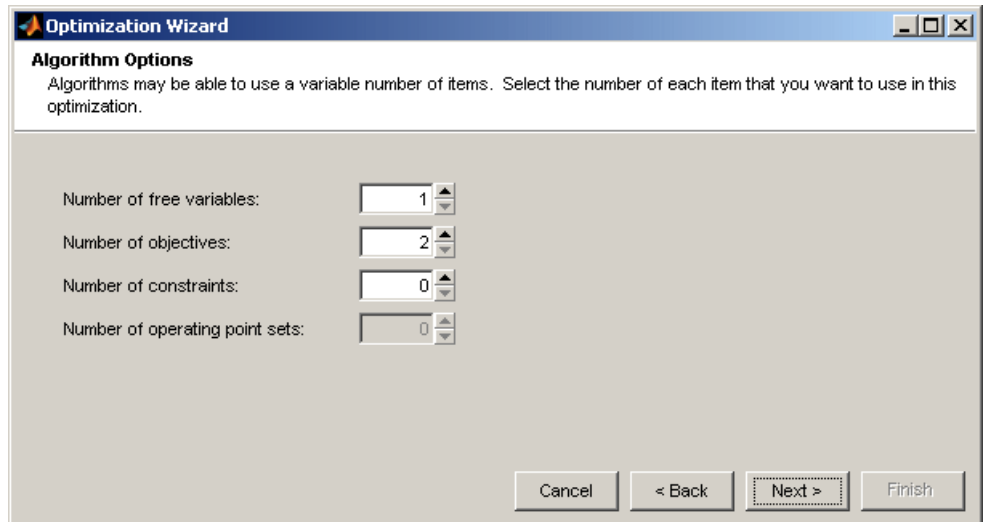 Optimization Wizard
Algorithm Options
Algorithms may be able to use a variable number of items. Select the number of each item that you want to use in this
optimization.
Number of free variables: 1
Number of objectives: 2
Number of constraints: 0
Number of operating point sets: 0
Cancel < Back Next > Finish